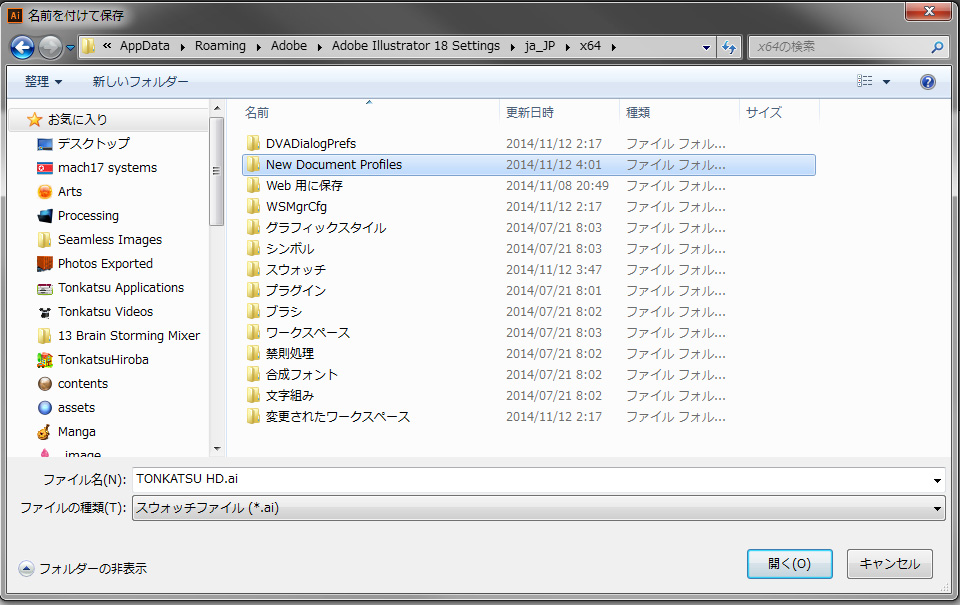 Ai 名前を付けて保存
« AppData ▸ Roaming ▸ Adobe ▸ Adobe Illustrator 18 Settings ▸ ja_JP ▸ x64 ▸
x64の検索
整理 新しいフォルダー
名前 更新日時 種類 サイズ
お気に入り
デスクトップ
mach17 systems
Arts
Processing
Seamless Images
Photos Exported
Tonkatsu Applications
Tonkatsu Videos
13 Brain Storming Mixer
TonkatsuHiroba
contents
assets
Manga
_image
DVADialogPrefs 2014/11/12 2:17 ファイル フォル...
New Document Profiles 2014/11/12 4:01 ファイル フォル...
Web 用に保存 2014/11/08 20:49 ファイル フォル...
WSMgrCfg 2014/11/12 2:17 ファイル フォル...
グラフィックスタイル 2014/07/21 8:03 ファイル フォル...
シンボル 2014/07/21 8:03 ファイル フォル...
スウォッチ 2014/11/12 3:47 ファイル フォル...
プラグイン 2014/07/21 8:01 ファイル フォル...
ブラシ 2014/07/21 8:02 ファイル フォル...
ワークスペース 2014/07/21 8:03 ファイル フォル...
禁則処理 2014/07/21 8:02 ファイル フォル...
合成フォント 2014/07/21 8:02 ファイル フォル...
文字組み 2014/07/21 8:02 ファイル フォル...
変更されたワークスペース 2014/11/12 2:17 ファイル フォル...
ファイル名(N): TONKATSU HD.ai
ファイルの種類(T): スウォッチファイル (*.ai)
フォルダーの非表示
開く(O) キャンセル